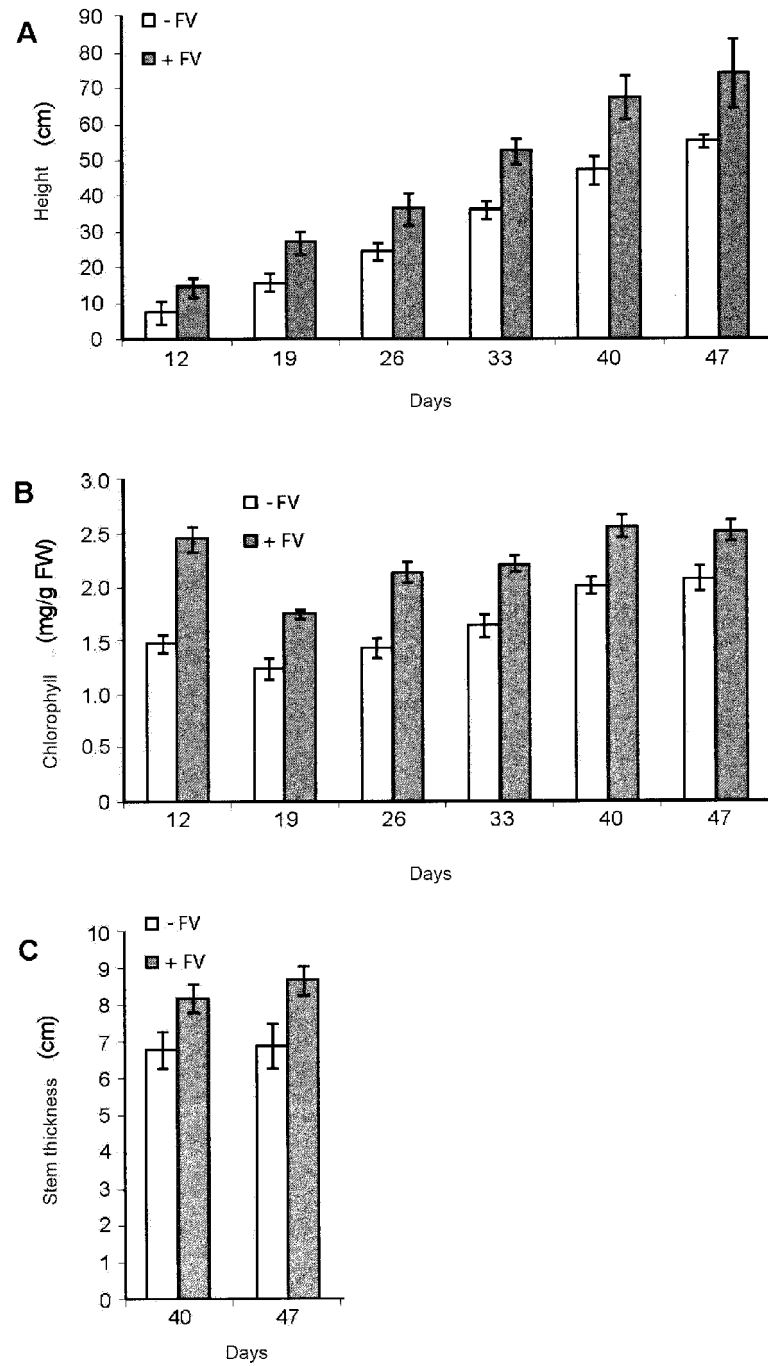 A
- FV
+ FV
Height (cm)
90
80
70
60
50
40
30
20
10
0
12 19 26 33 40 47
Days
B
- FV
+ FV
Chlorophyll (mg/g FW)
3.0
2.5
2.0
1.5
1.0
0.5
0
12 19 26 33 40 47
Days
C
- FV
+ FV
Stem thickness (cm)
10
9
8
7
6
5
4
3
2
1
0
40 47
Days